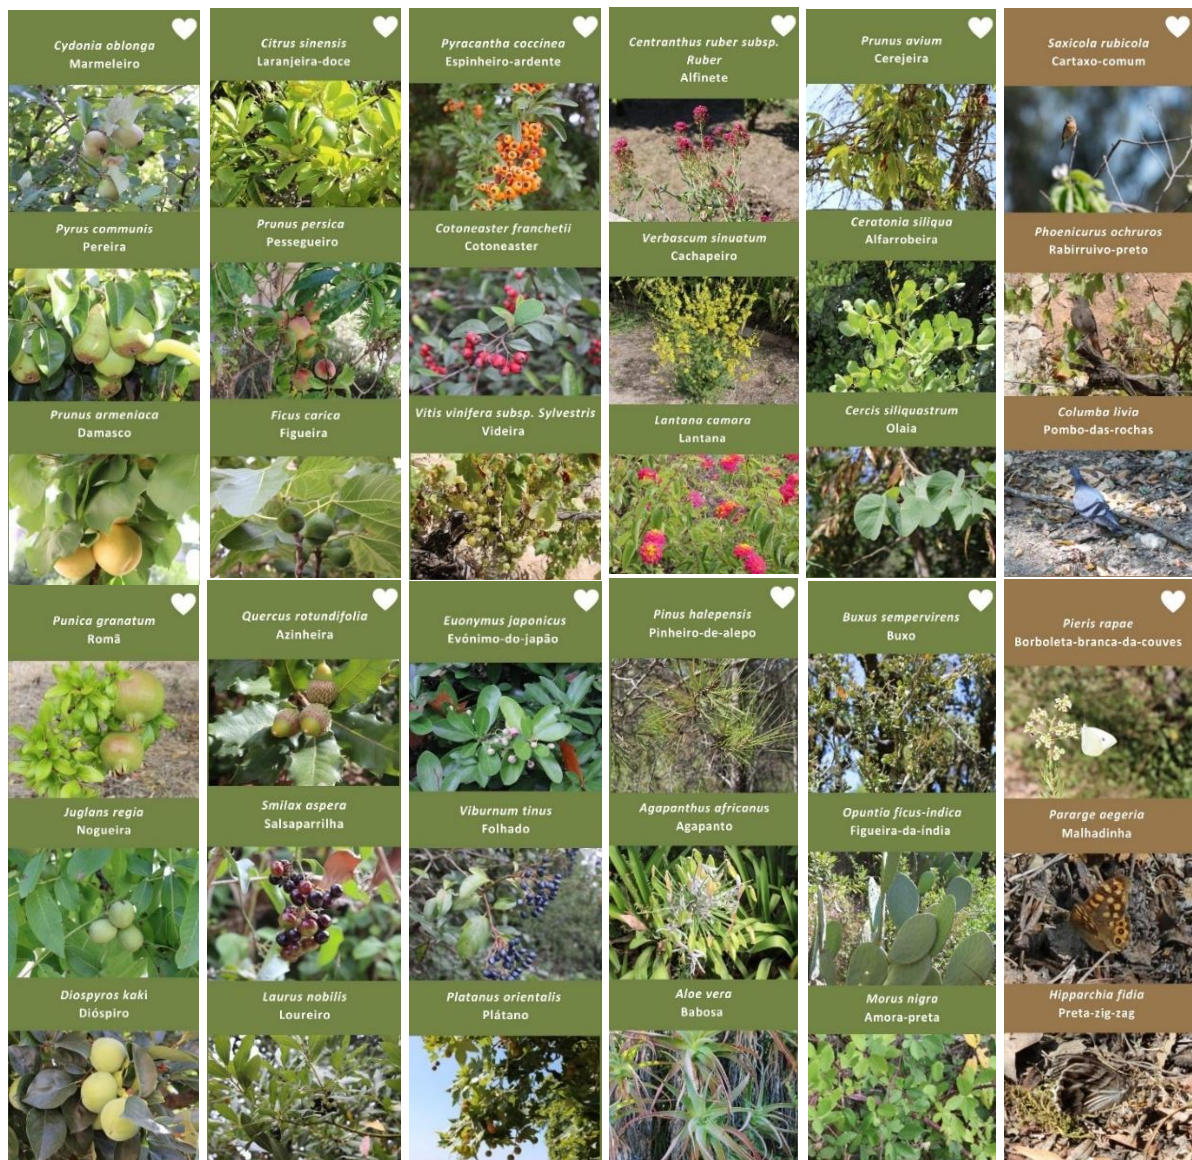 Cydonia oblonga
Marmeleiro
Pyrus communis
Pereira
Prunus armeniaca
Damasco
Citrus sinensis
Laranjeira-doce
Prunus persica
Pessegueiro
Ficus carica
Figueira
Pyracantha coccinea
Espinheiro-ardente
Cotoneaster franchetii
Cotoneaster
Vitis vinifera subsp. Sylvestris
Videira
Centranthus ruber subsp.
Ruber
Alfinete
Verbascum sinuatum
Cachapeiro
Lantana camara
Lantana
Prunus avium
Cerejeira
Ceratonia siliqua
Alfarrobeira
Cercis siliquastrum
Olaia
Saxicola rubicola
Cartaxo-comum
Phoenicurus ochruros
Rabirruivo-preto
Columba livia
Pombo-das-rochas
Punica granatum
Romã
Juglans regia
Nogueira
Diospyros kaki
Dióspiro
Quercus rotundifolia
Azinheira
Smilax aspera
Salsaparrilha
Laurus nobilis
Loureiro
Euonymus japonicus
Evónimo-do-japão
Viburnum tinus
Folhado
Platanus orientalis
Plátano
Pinus halepensis
Pinheiro-de-alepo
Agapanthus africanus
Agapanto
Aloe vera
Babosa
Buxus sempervirens
Buxo
Opuntia ficus-indica
Figueira-da-índia
Morus nigra
Amora-preta
Pieris rapae
Borboleta-branca-da-couves
Pararge aegeria
Malhadinha
Hipparchia fidia
Preta-zig-zag